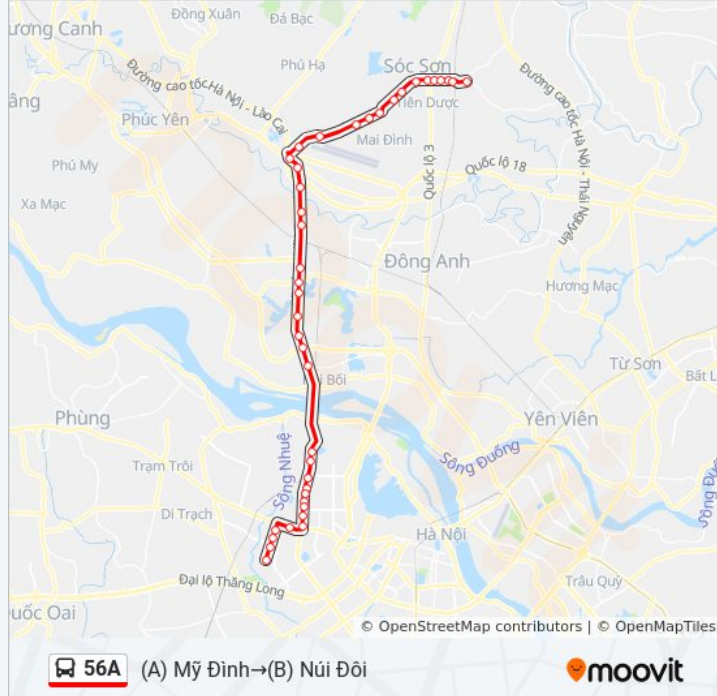 ương Canh
Đồng Xuân
Đá Bạc
Phú Hạ
Sóc Sơn
Đường cao tốc Hà Nội - Lào Cai
Đường cao tốc Hà Nội - Thái Nguyên
âng
Phúc Yên
Tiên Dược
Mai Đình
Phú My
Quốc lộ 3
Quốc lộ 18
Xa Mạc
Đông Anh
Hương Mạc
Từ Sơn
Bối
Bất L
Phùng
Yên Viên
Sông Nhuệ
Sông Đuống
Trạm Trôi
Sông Đu
Di Trạch
Hà Nội
Đại lộ Thăng Long
Trâu Quỳ
uốc Oai
© OpenStreetMap contributors | © OpenMapTiles
56A (A) Mỹ Đình→(B) Núi Đôi
moovit